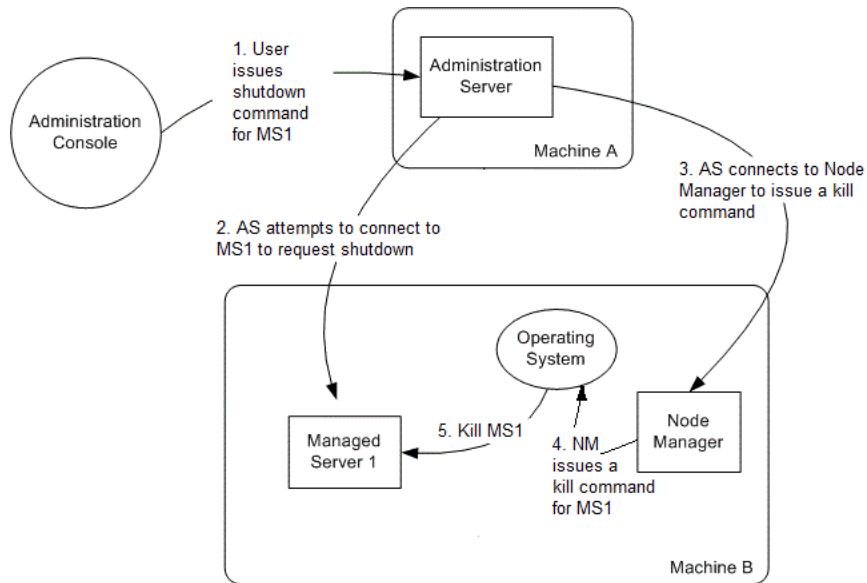 1. User
issues
shutdown
command
for MS1
Administration
Server
Administration
Console
Machine A
3. AS connects to Node
Manager to issue a kill
command
2. AS attempts to connect to
MS1 to request shutdown
Operating
System
Managed
Server 1
5. Kill MS1
4. NM
issues a
kill command
for MS1
Node
Manager
Machine B